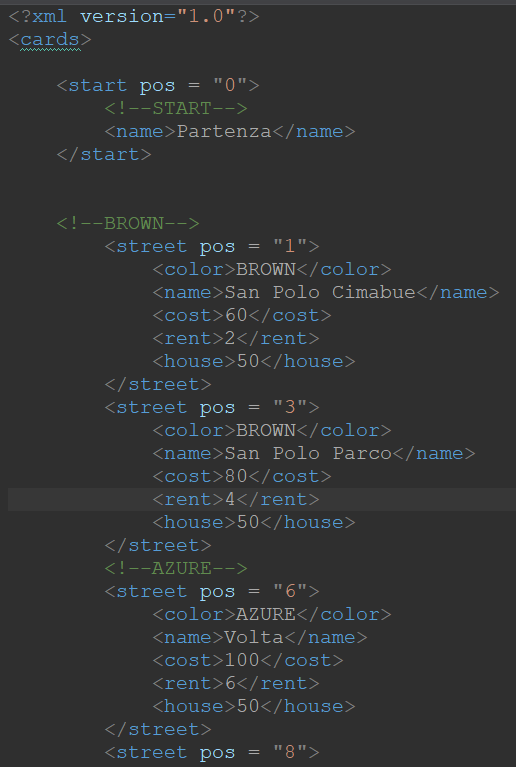 <?xml version="1.0"?>
<cards>
<start pos = "0">
<!--START-->
<name>Partenza</name>
</start>
<!--BROWN-->
<street pos = "1">
<color>BROWN</color>
<name>San Polo Cimabue</name>
<cost>60</cost>
<rent>2</rent>
<house>50</house>
</street>
<street pos = "3">
<color>BROWN</color>
<name>San Polo Parco</name>
<cost>80</cost>
<rent>4</rent>
<house>50</house>
</street>
<!--AZURE-->
<street pos = "6">
<color>AZURE</color>
<name>Volta</name>
<cost>100</cost>
<rent>6</rent>
<house>50</house>
</street>
<street pos = "8">